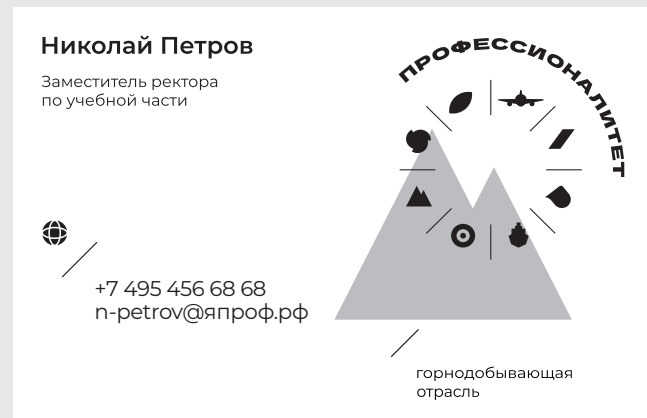 Николай Петров
Заместитель ректора
по учебной части
ПРОФЕССИОНАЛИТЕТ
+7 495 456 68 68
n-petrov@япроф.рф
горнодобывающая
отрасль